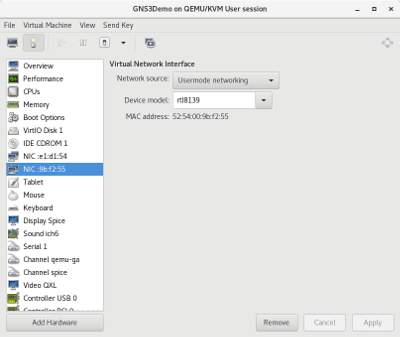 GNS3Demo on QEMU/KVM User session
File Virtual Machine View Send Key
Overview
Performance
CPUs
Memory
Boot Options
VirtIO Disk 1
IDE CDROM 1
NIC :e1:d1:54
NIC :9b:f2:55
Tablet
Mouse
Keyboard
Display Spice
Sound ich6
Serial 1
Channel qemu-ga
Channel spice
Video QXL
Controller USB 0
Controller PCI 0
Add Hardware
Virtual Network Interface
Network source: Usermode networking
Device model: rtl8139
MAC address: 52:54:00:9b:f2:55
Remove Cancel Apply